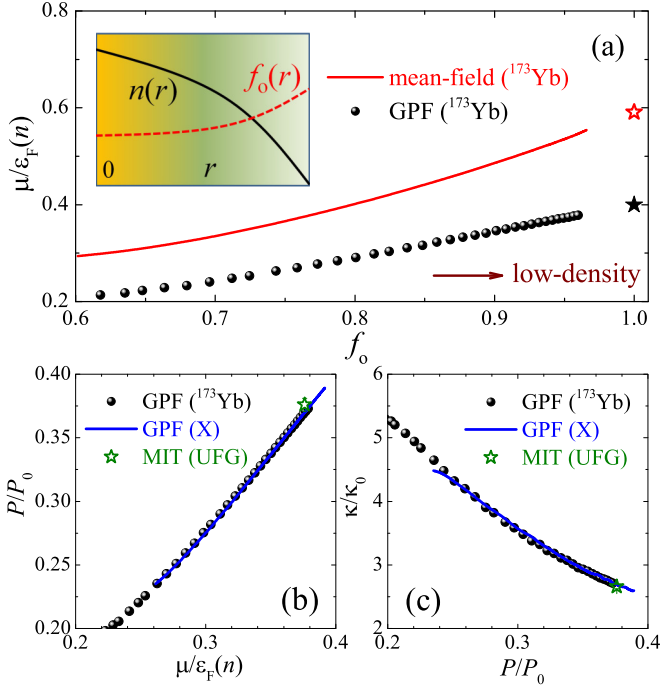 0.8
0.6
0.4
0.2
μ/ε_F(n)
(a)
mean-field (¹⁷³Yb)
GPF (¹⁷³Yb)
n(r)
f_o(r)
0
r
low-density
0.6
0.7
0.8
0.9
1.0
f_o
0.40
0.35
0.30
0.25
0.20
P/P₀
GPF (¹⁷³Yb)
GPF (X)
MIT (UFG)
(b)
0.2
0.3
0.4
μ/ε_F(n)
6
5
4
3
2
κ/κ₀
GPF (¹⁷³Yb)
GPF (X)
MIT (UFG)
(c)
0.2
0.3
0.4
P/P₀